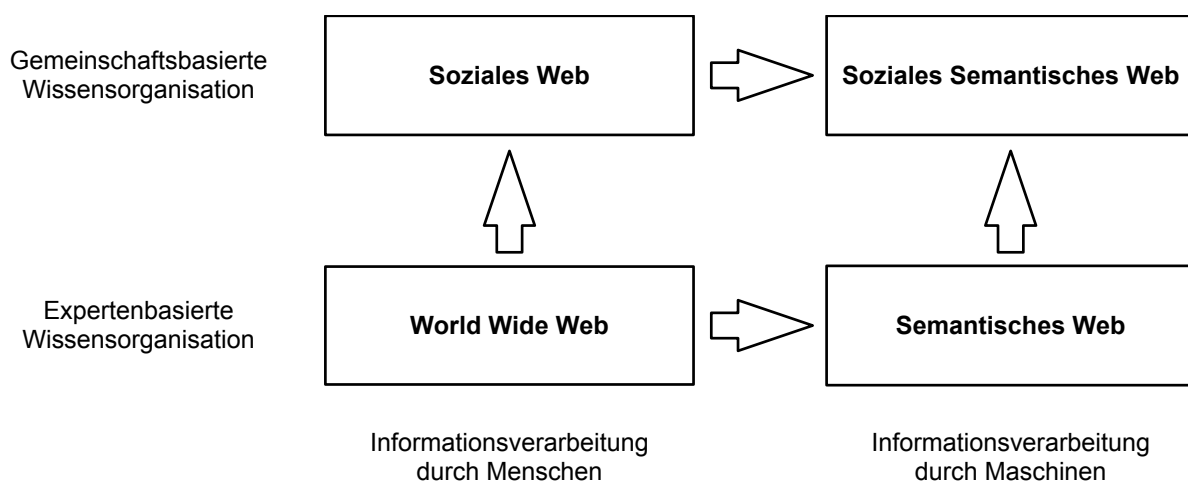 Gemeinschaftsbasierte
Wissensorganisation
Soziales Web
Soziales Semantisches Web
Expertenbasierte
Wissensorganisation
World Wide Web
Semantisches Web
Informationsverarbeitung
durch Menschen
Informationsverarbeitung
durch Maschinen